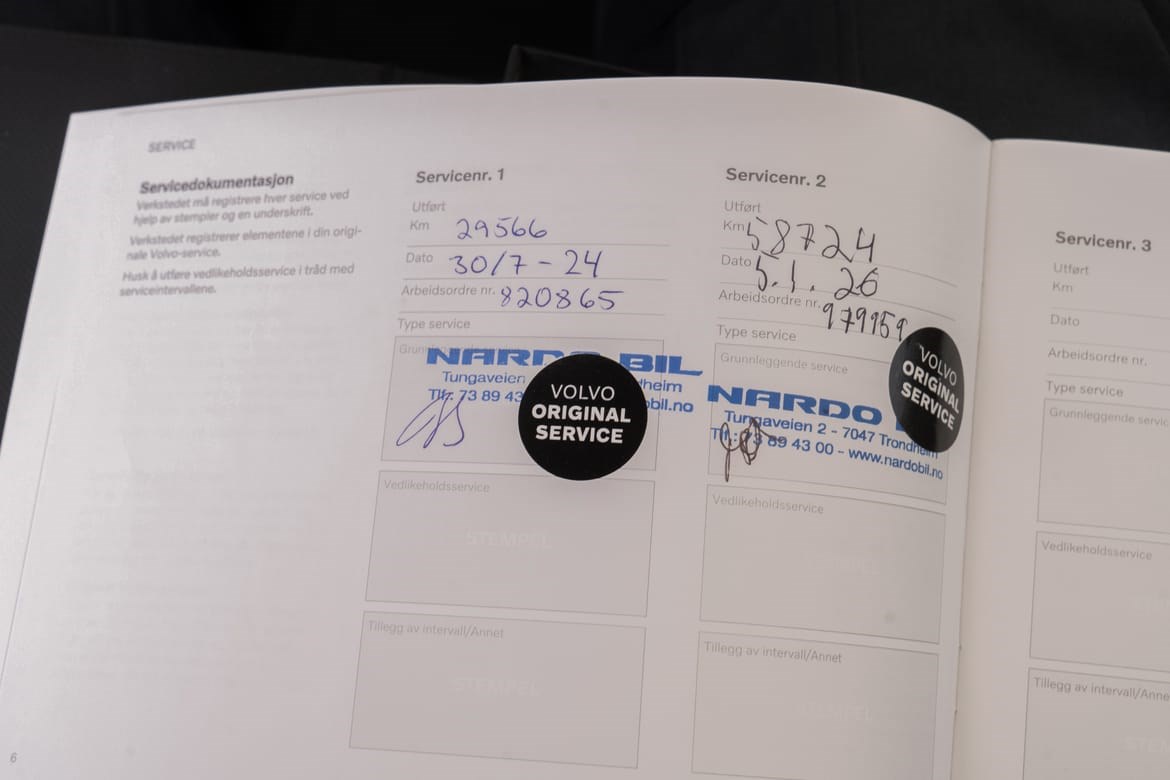 SERVICE
Servicedokumentasjon
Verkstedet må registrere hver service ved
hjelp av stempler og en underskrift.
Verkstedet registrerer elementene i din origi-
nale Volvo-service.
Husk å utføre vedlikeholdsservice i tråd med
serviceintervallene.
Servicenr. 1
Utført
Km 29566
Dato 30/7-24
Arbeidsordre nr. 820865
Type service
NARDO BIL
Tungaveien
Tlf: 73 89 43
VOLVO
ORIGINAL
SERVICE
Vedlikeholdsservice
STEMPEL
Tillegg av intervall/Annet
STEMPEL
Servicenr. 2
Utført
Km 58724
Dato 5.1.26
Arbeidsordre nr. 979959
Type service
Grunnleggende service
NARDO
Tungaveien 2 - 7047 Trondheim
89 43 00 - www.nardobil.no
VOLVO
ORIGINAL
SERVICE
Vedlikeholdsservice
Tillegg av intervall/Annet
Servicenr. 3
Utført
Km
Dato
Arbeidsordre nr.
Type service
Grunnleggende servic
Vedlikeholdsservice
Tillegg av intervall/Anne
6